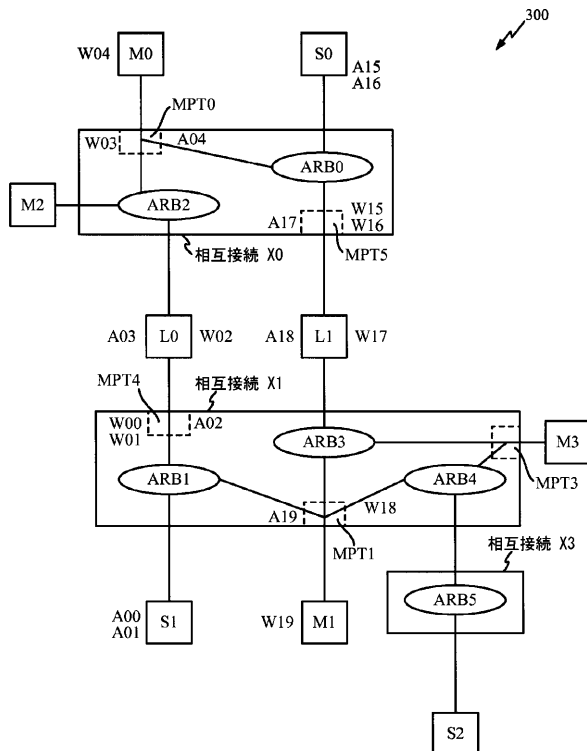 300
W04 M0 S0 A15
A16
MPT0
W03 A04
ARB0
M2 ARB2
W15
A17 W16
MPT5
相互接続 X0
A03 L0 W02 A18 L1 W17
MPT4 相互接続 X1
W00 A02
W01
ARB3 M3
ARB1 ARB4
MPT3
A19 W18
MPT1
相互接続 X3
ARB5
A00
A01 S1 W19 M1
S2